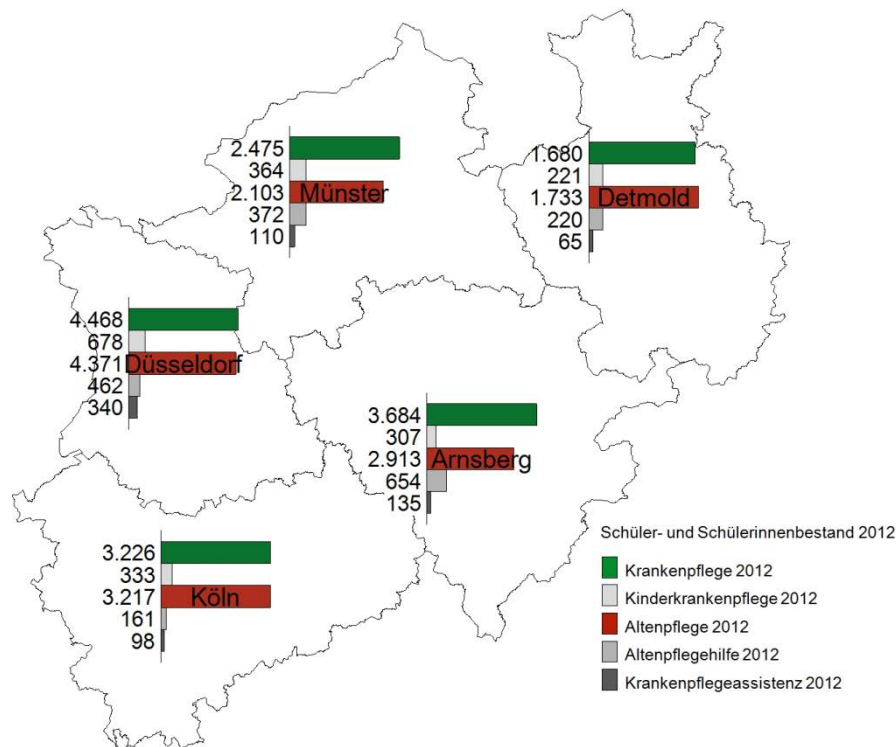 2.475
364
2.103 Münster
372
110
1.680
221
1.733 Detmold
220
65
4.468
678
4.371 Düsseldorf
462
340
3.684
307
2.913 Arnsberg
654
135
3.226
333
3.217 Köln
161
98
Schüler- und Schülerinnenbestand 2012
Krankenpflege 2012
Kinderkrankenpflege 2012
Altenpflege 2012
Altenpflegehilfe 2012
Krankenpflegeassistenz 2012